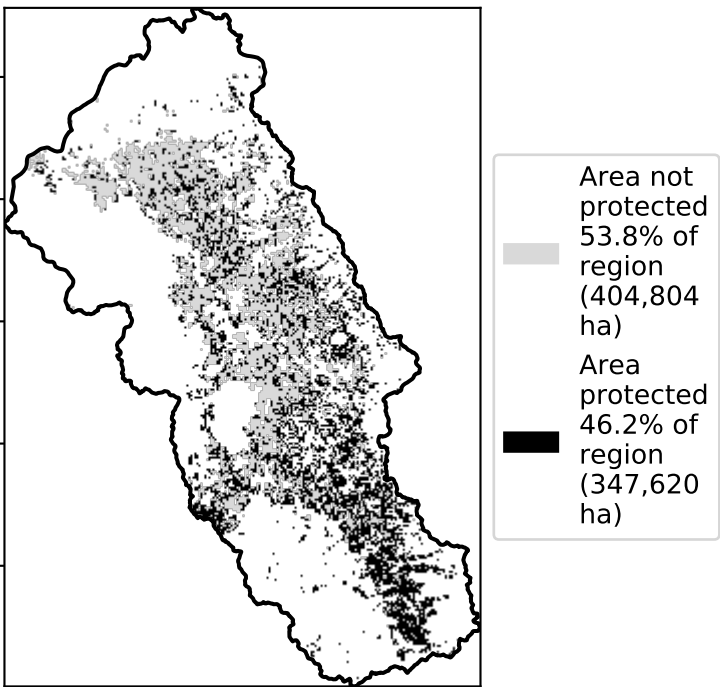 Area not
protected
53.8% of
region
(404,804
ha)
Area
protected
46.2% of
region
(347,620
ha)